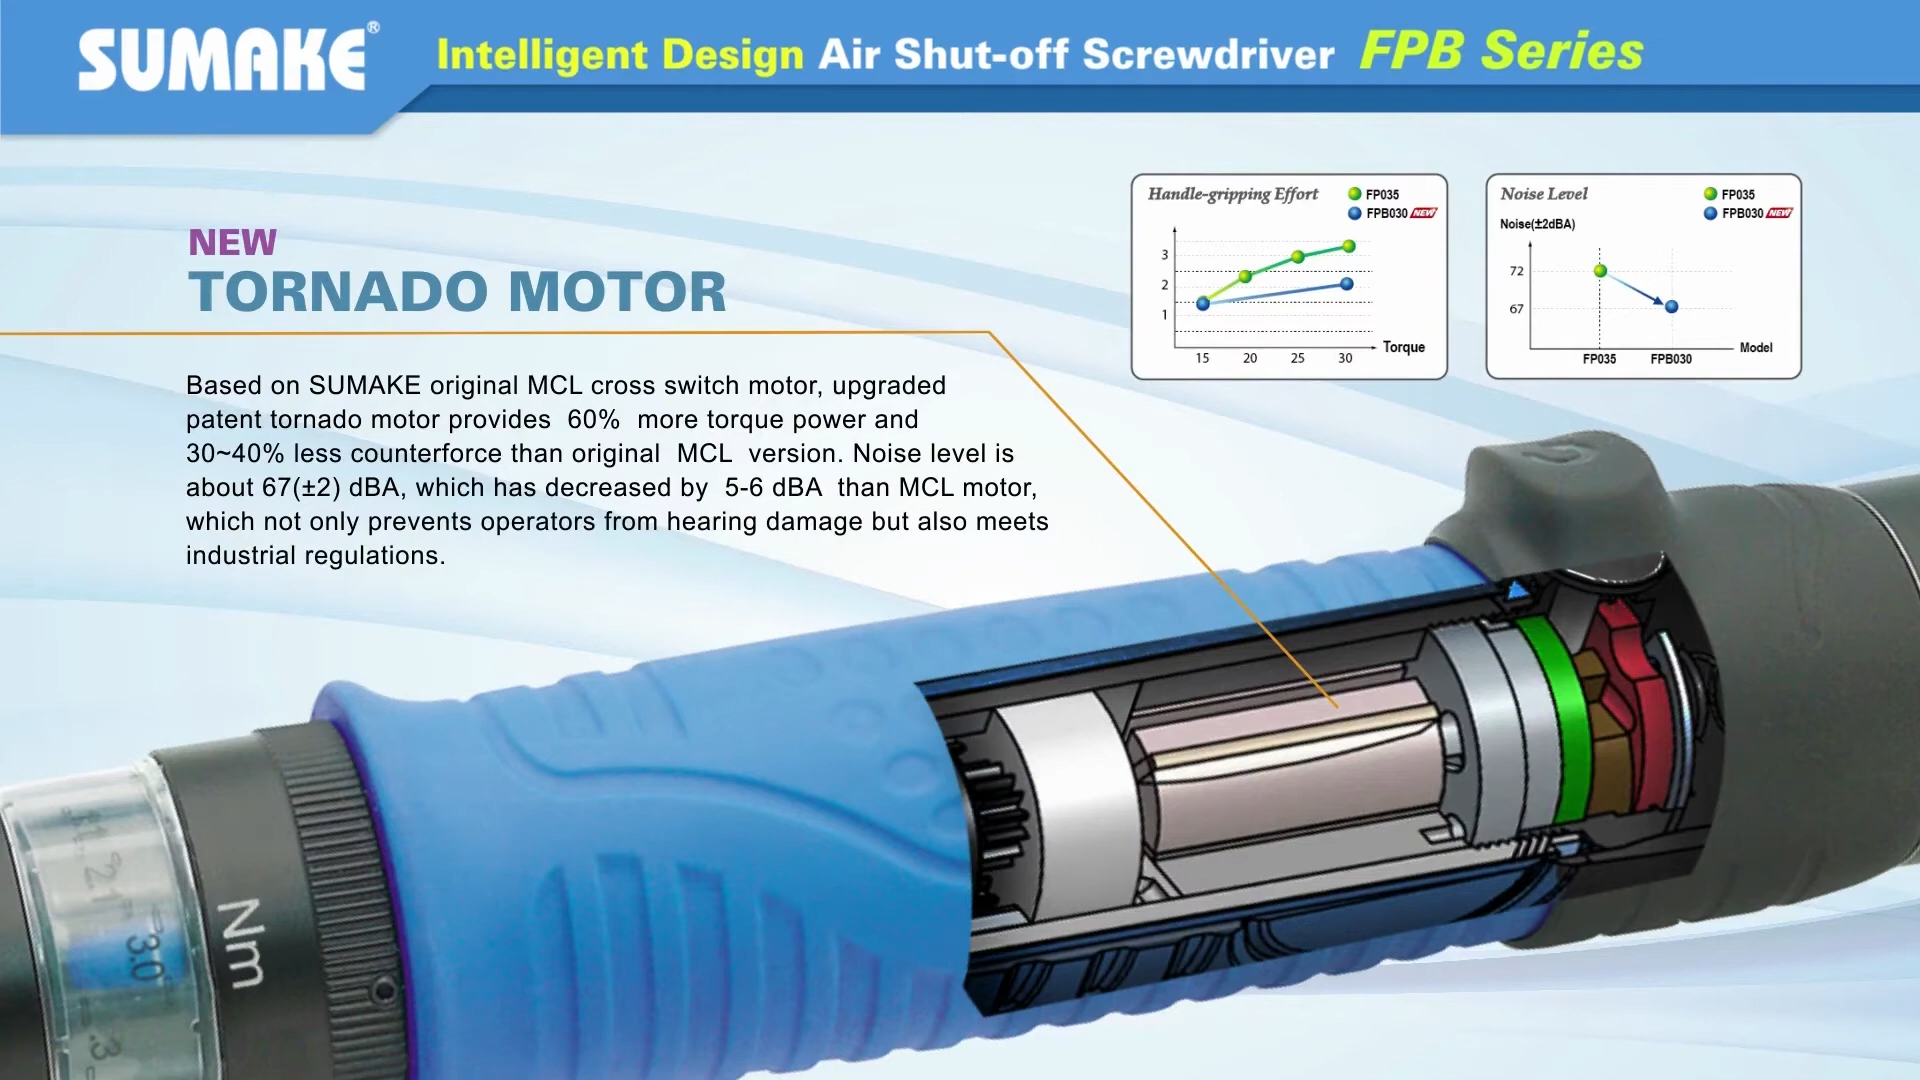 SUMAKE®
Intelligent Design Air Shut-off Screwdriver FPB Series
NEW
TORNADO MOTOR
Based on SUMAKE original MCL cross switch motor, upgraded
patent tornado motor provides 60% more torque power and
30~40% less counterforce than original MCL version. Noise level is
about 67(±2) dBA, which has decreased by 5-6 dBA than MCL motor,
which not only prevents operators from hearing damage but also meets
industrial regulations.
Handle-gripping Effort
FP035
FPB030 NEW
3
2
1
15 20 25 30
Torque
Noise Level
FP035
FPB030 NEW
Noise(±2dBA)
72
67
FP035 FPB030
Model
Nm
3.0